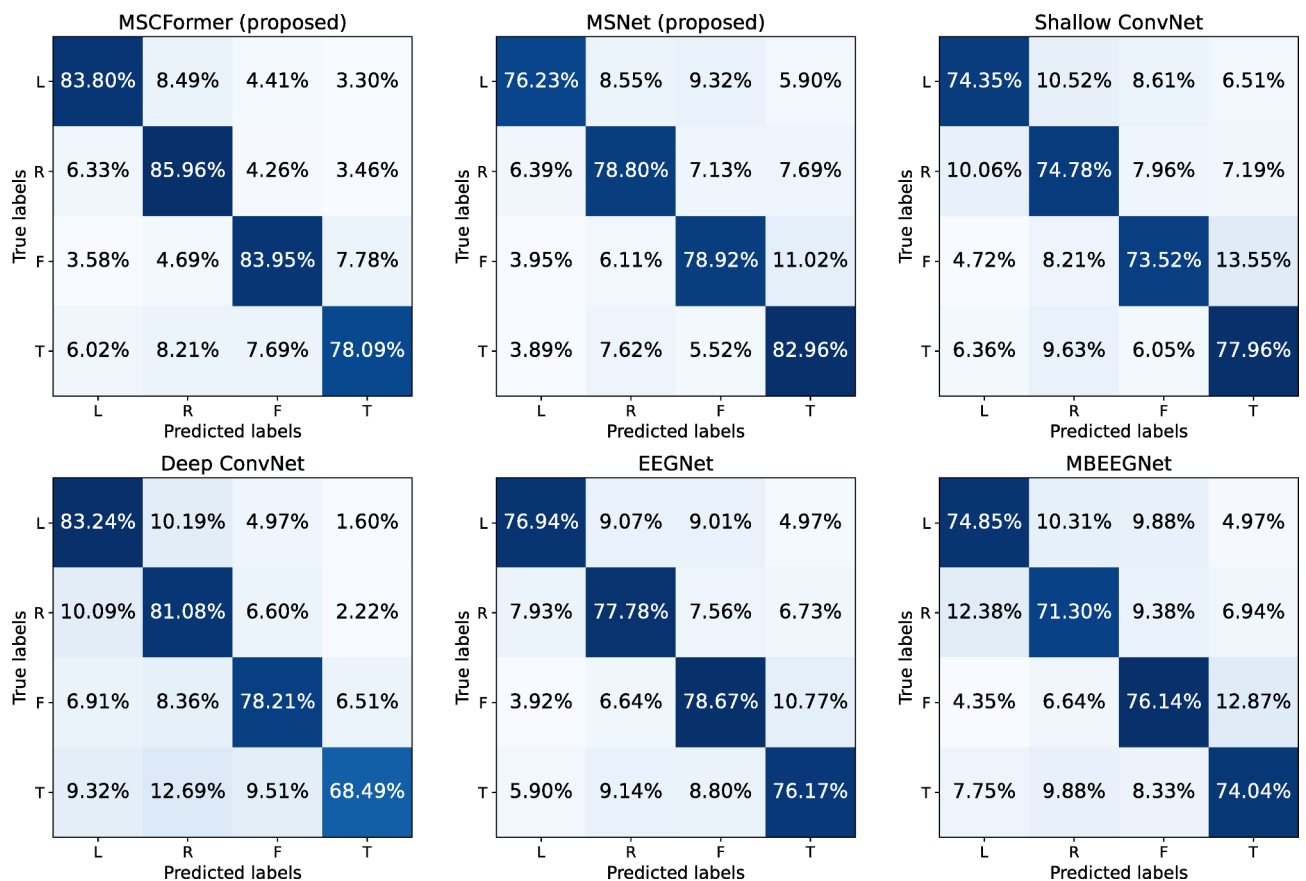 MSCFormer (proposed)
True labels
L 83.80% 8.49% 4.41% 3.30%
R 6.33% 85.96% 4.26% 3.46%
F 3.58% 4.69% 83.95% 7.78%
T 6.02% 8.21% 7.69% 78.09%
L R F T
Predicted labels
MSNet (proposed)
True labels
L 76.23% 8.55% 9.32% 5.90%
R 6.39% 78.80% 7.13% 7.69%
F 3.95% 6.11% 78.92% 11.02%
T 3.89% 7.62% 5.52% 82.96%
L R F T
Predicted labels
Shallow ConvNet
True labels
L 74.35% 10.52% 8.61% 6.51%
R 10.06% 74.78% 7.96% 7.19%
F 4.72% 8.21% 73.52% 13.55%
T 6.36% 9.63% 6.05% 77.96%
L R F T
Predicted labels
Deep ConvNet
True labels
L 83.24% 10.19% 4.97% 1.60%
R 10.09% 81.08% 6.60% 2.22%
F 6.91% 8.36% 78.21% 6.51%
T 9.32% 12.69% 9.51% 68.49%
L R F T
Predicted labels
EEGNet
True labels
L 76.94% 9.07% 9.01% 4.97%
R 7.93% 77.78% 7.56% 6.73%
F 3.92% 6.64% 78.67% 10.77%
T 5.90% 9.14% 8.80% 76.17%
L R F T
Predicted labels
MBEEGNet
True labels
L 74.85% 10.31% 9.88% 4.97%
R 12.38% 71.30% 9.38% 6.94%
F 4.35% 6.64% 76.14% 12.87%
T 7.75% 9.88% 8.33% 74.04%
L R F T
Predicted labels